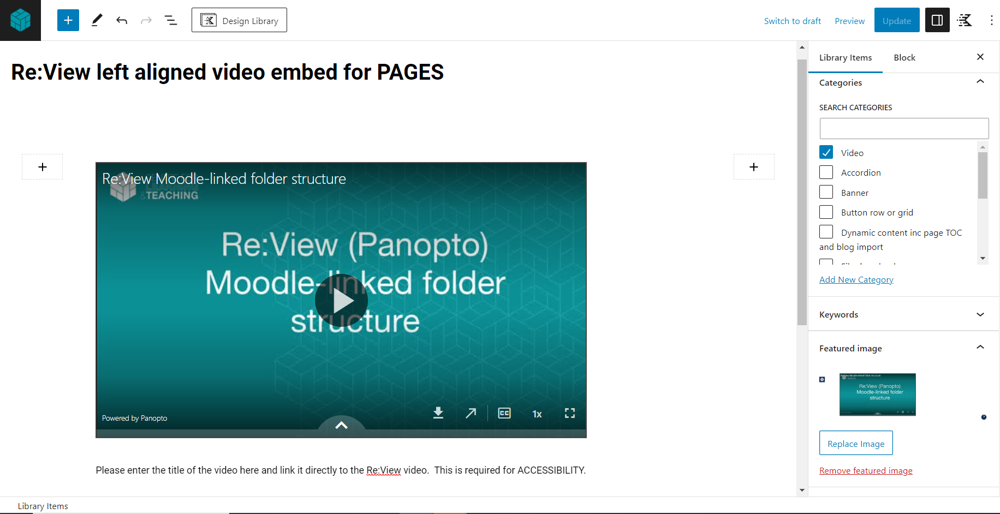 Design Library
Switch to draft
Preview
Update
Library Items
Block
Re:View left aligned video embed for PAGES
Re:View Moodle-linked folder structure
&TEACHING
Re:View (Panopto)
Moodle-linked folder
structure
Powered by Panopto
CC
1x
Please enter the title of the video here and link it directly to the Re:View video.  This is required for ACCESSIBILITY.
Categories
SEARCH CATEGORIES
Video
Accordion
Banner
Button row or grid
Dynamic content inc page TOC
and blog import
Add New Category
Keywords
Featured image
Re:View Moodle-linked folder structure
Re:View (Panopto)
Moodle-linked folder
structure
Replace Image
Remove featured image
Library Items